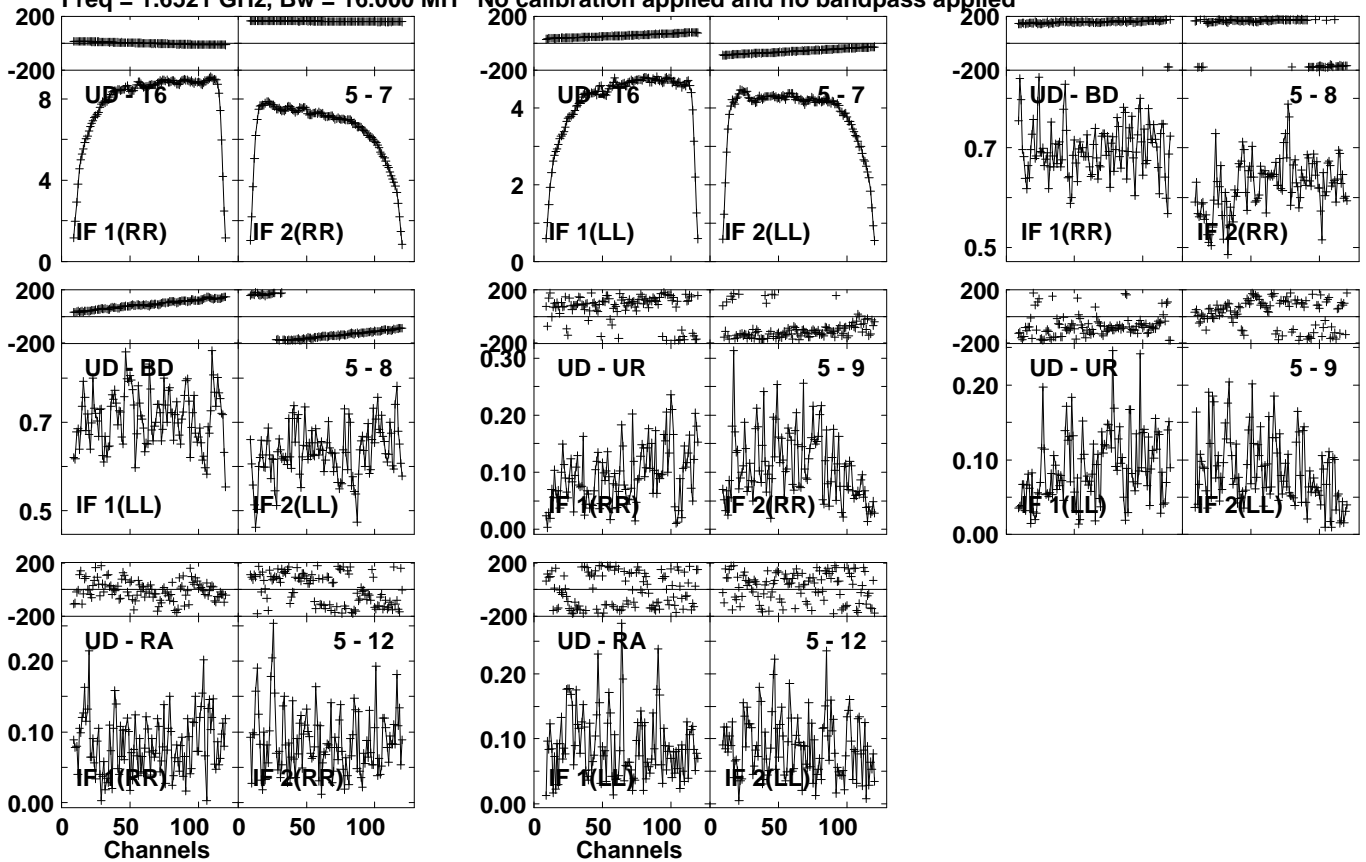 Freq = 1.6521 GHz, Bw = 16.000 MH No calibration applied and no bandpass applied
200
-200
UD - T6
5 - 7
8
4
0
IF 1(RR)
IF 2(RR)
UD - T6
5 - 7
4
2
0
IF 1(LL)
IF 2(LL)
200
-200
UD - BD
5 - 8
0.7
0.5
IF 1(RR)
IF 2(RR)
200
-200
UD - BD
5 - 8
0.7
0.5
IF 1(LL)
IF 2(LL)
200
-200
0.30
UD - UR
5 - 9
0.20
0.10
0.00
IF 1(RR)
IF 2(RR)
200
-200
UD - UR
5 - 9
0.20
0.10
0.00
IF 1(LL)
IF 2(LL)
200
-200
UD - RA
5 - 12
0.20
0.10
0.00
IF 1(RR)
IF 2(RR)
0 50 100 0 50 100
Channels
200
-200
UD - RA
5 - 12
0.20
0.10
0.00
IF 1(LL)
IF 2(LL)
0 50 100 0 50 100
Channels